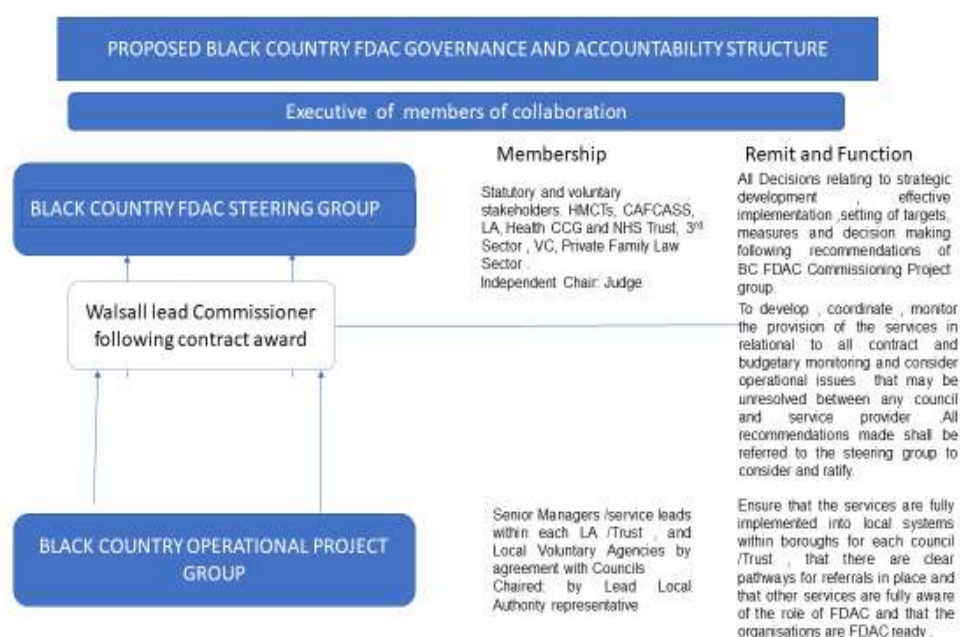 PROPOSED BLACK COUNTRY FDAC GOVERNANCE AND ACCOUNTABILITY STRUCTURE
Executive of members of collaboration
Membership
Remit and Function
BLACK COUNTRY FDAC STEERING GROUP
Statutory and voluntary
stakeholders. HMCTs, CAFCASS,
LA, Health CCG and NHS Trust, 3rd
Sector , VC, Private Family Law
Sector .
Independent Chair: Judge
All Decisions relating to strategic
development , effective
implementation ,setting of targets,
measures and decision making
following recommendations of
BC FDAC Commissioning Project
group.
Walsall lead Commissioner
following contract award
To develop , coordinate , monitor
the provision of the services in
relational to all contract and
budgetary monitoring and consider
operational issues that may be
unresolved between any council
and service provider .All
recommendations made shall be
referred to the steering group to
consider and ratify.
BLACK COUNTRY OPERATIONAL PROJECT
GROUP
Senior Managers /service leads
within each LA /Trust , and
Local Voluntary Agencies by
agreement with Councils
Chaired: by Lead Local
Authority representative
Ensure that the services are fully
implemented into local systems
within boroughs for each council
/Trust , that there are clear
pathways for referrals in place and
that other services are fully aware
of the role of FDAC and that the
organisations are FDAC ready